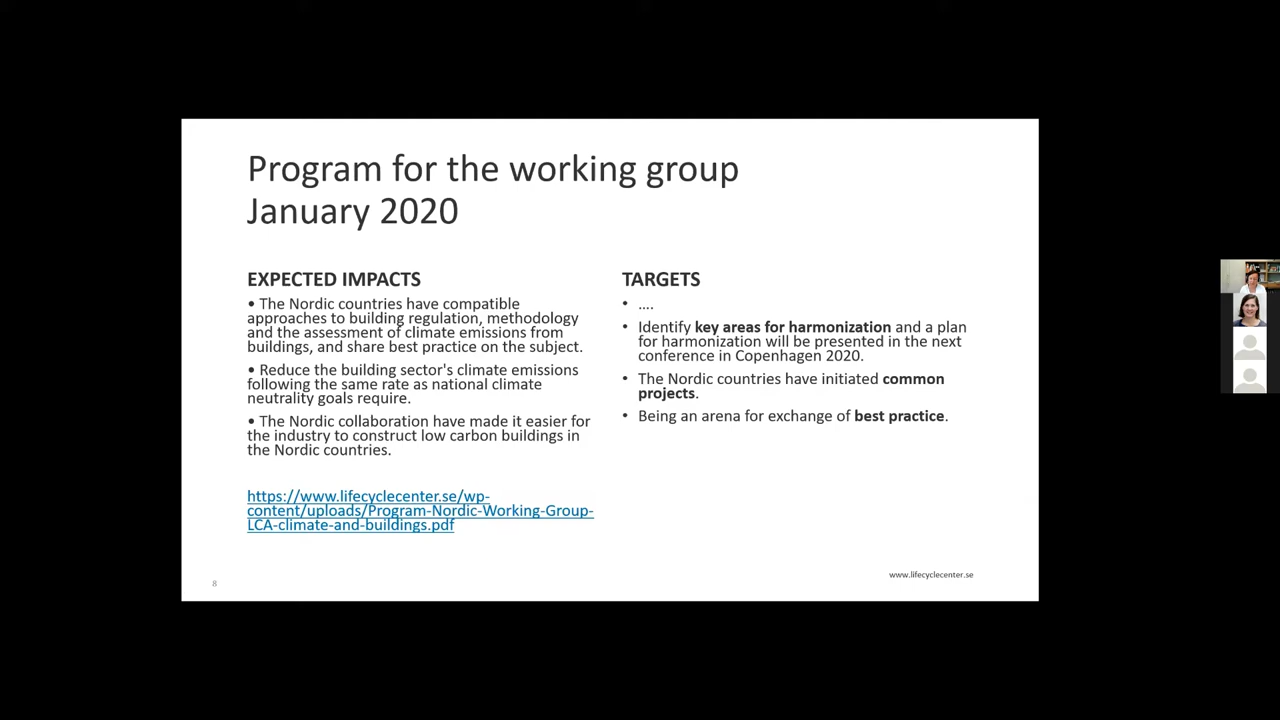 Program for the working group
January 2020
EXPECTED IMPACTS
• The Nordic countries have compatible
approaches to building regulation, methodology
and the assessment of climate emissions from
buildings, and share best practice on the subject.
• Reduce the building sector's climate emissions
following the same rate as national climate
neutrality goals require.
• The Nordic collaboration have made it easier for
the industry to construct low carbon buildings in
the Nordic countries.
https://www.lifecyclecenter.se/wp-
content/uploads/Program-Nordic-Working-Group-
LCA-climate-and-buildings.pdf
TARGETS
• ....
• Identify key areas for harmonization and a plan
for harmonization will be presented in the next
conference in Copenhagen 2020.
• The Nordic countries have initiated common
projects.
• Being an arena for exchange of best practice.
8
www.lifecyclecenter.se